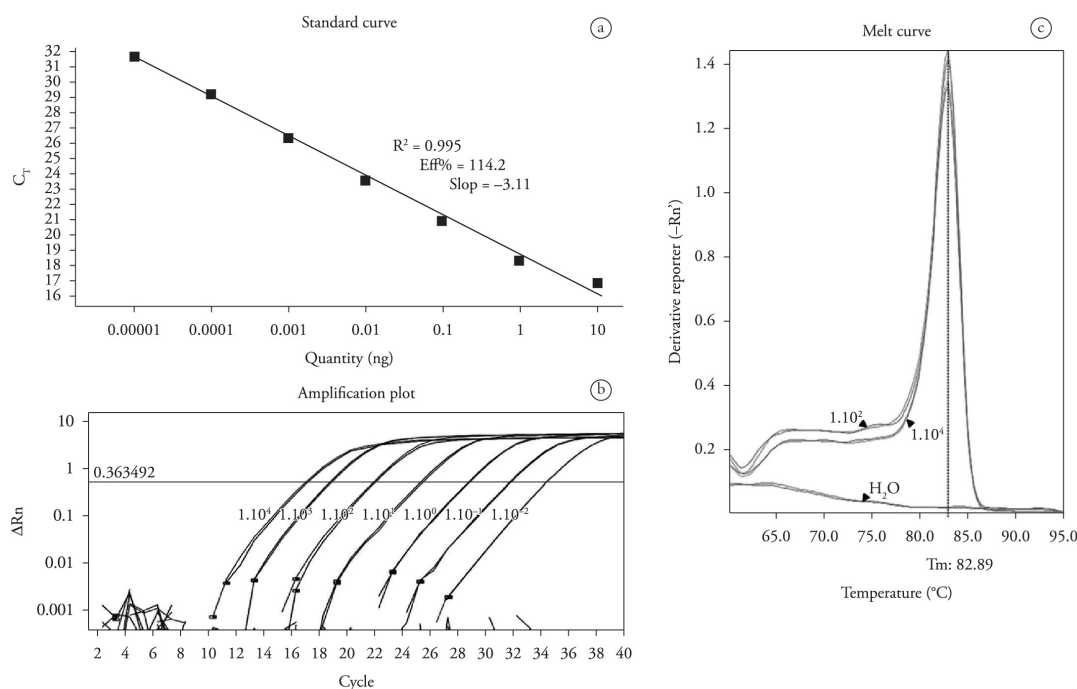 Standard curve
a
C_T
32
31
30
29
28
26
25
24
23
22
21
19
18
17
16
R² = 0.995
Eff% = 114.2
Slop = –3.11
0.00001 0.0001 0.001 0.01 0.1 1 10
Quantity (ng)
Amplification plot
b
ΔRn
10
1
0.1
0.01
0.001
0.363492
1.10⁴ 1.10³ 1.10² 1.10¹ 1.10⁰ 1.10⁻¹ 1.10⁻²
2 4 6 8 10 12 14 16 18 20 22 24 26 28 30 32 34 36 40
Cycle
Melt curve
c
Derivative reporter (–Rn’)
1.4
1.2
1.0
0.8
0.6
0.4
0.2
1.10²
1.10⁴
H₂O
65.0 70.0 75.0 80.0 85.0 90.0 95.0
Tm: 82.89
Temperature (°C)